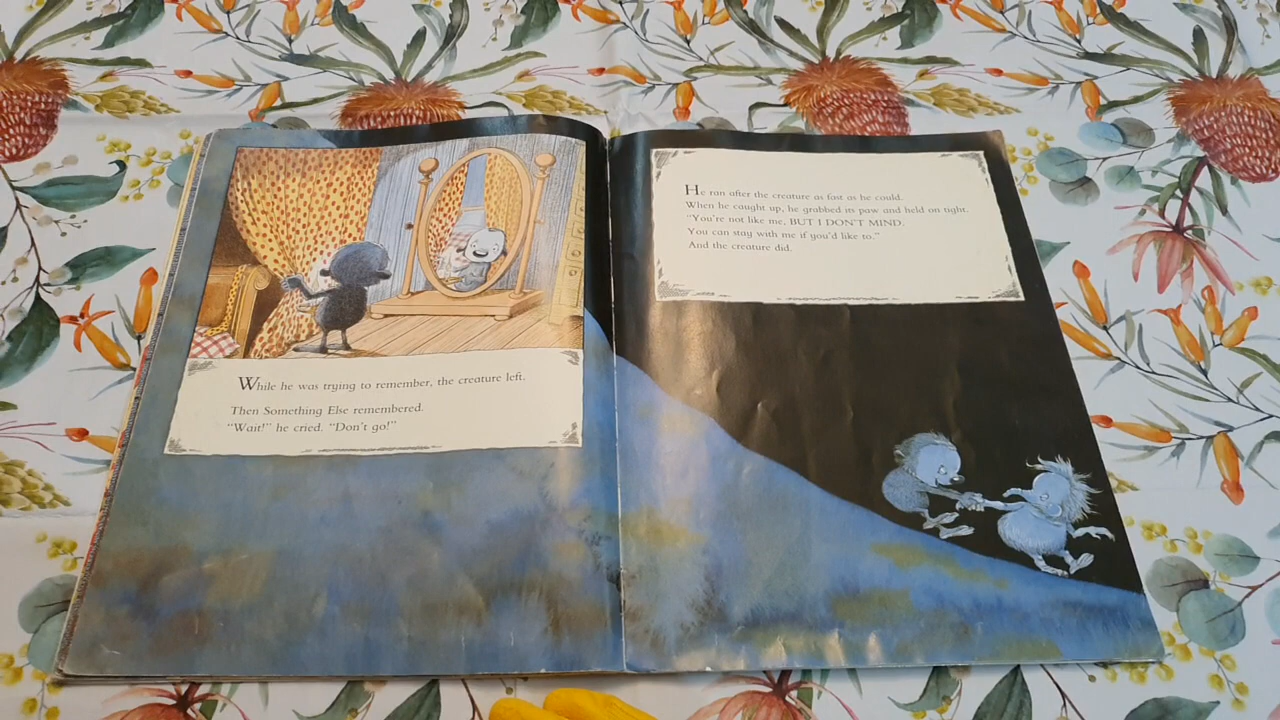 While he was trying to remember, the creature left.
Then Something Else remembered.
"Wait!" he cried. "Don't go!"
He ran after the creature as fast as he could.
When he caught up, he grabbed its paw and held on tight.
"You're not like me, BUT I DON'T MIND.
You can stay with me if you'd like to."
And the creature did.